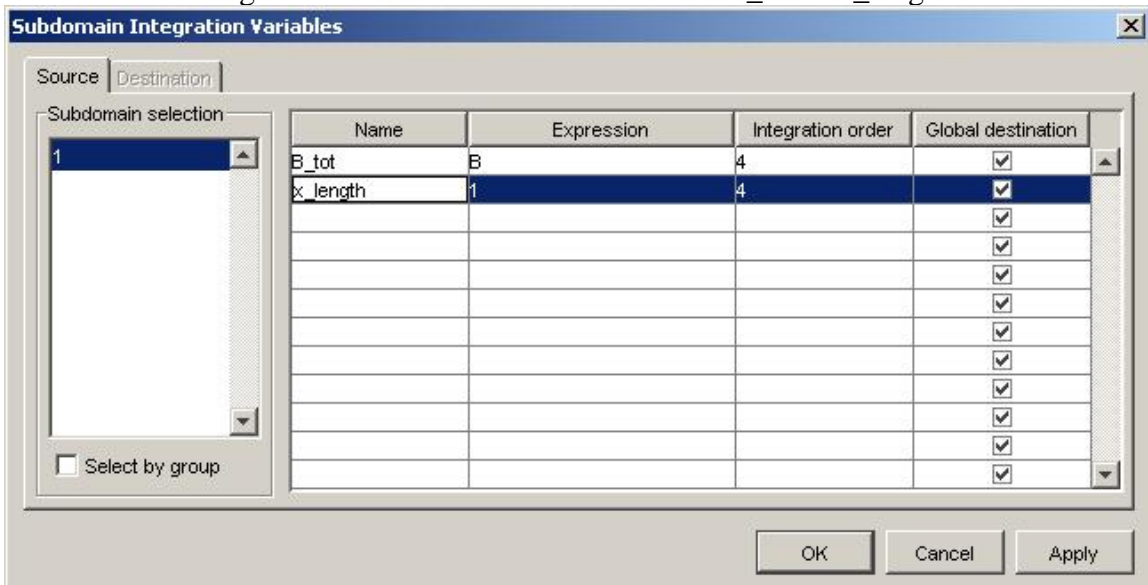 Subdomain Integration Variables
Source Destination
Subdomain selection
1
Name Expression Integration order Global destination
B_tot B 4
x_length 1 4
Select by group
OK Cancel Apply